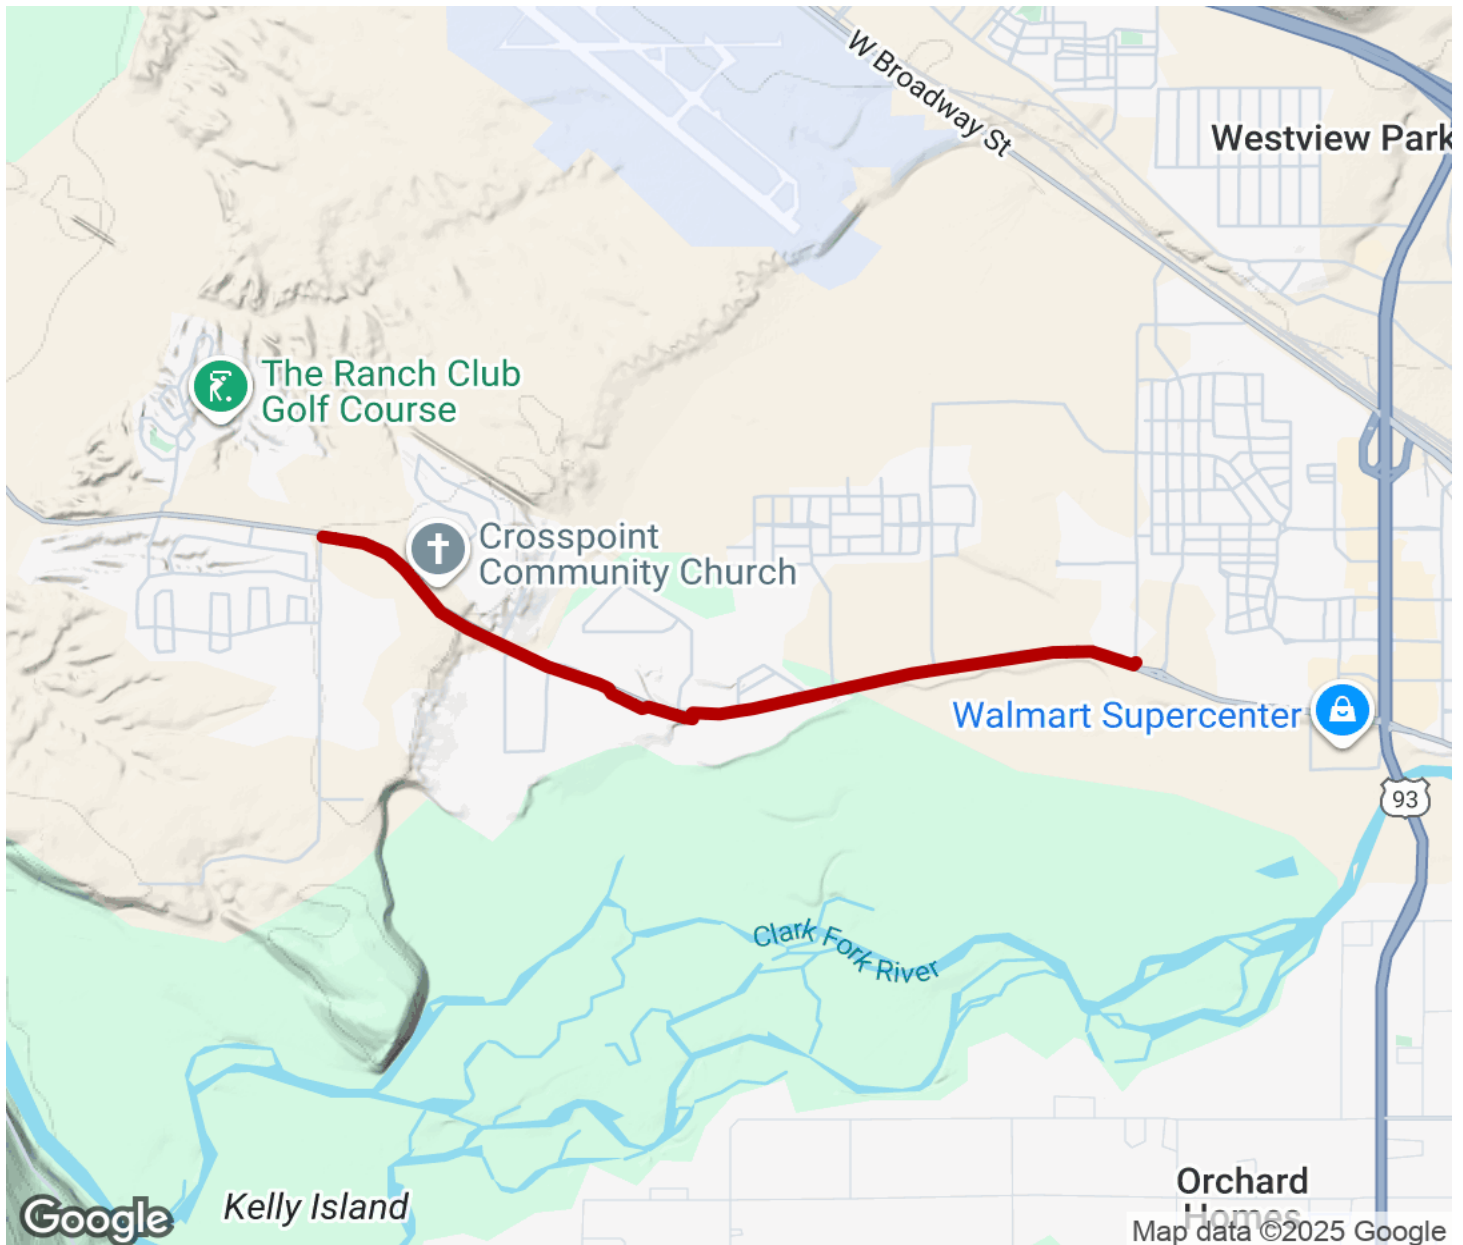 W Broadway St
Westview Park
The Ranch Club
Golf Course
Crosspoint
Community Church
Walmart Supercenter
93
Clark Fork River
Kelly Island
Orchard
Homes
Google
Map data ©2025 Google